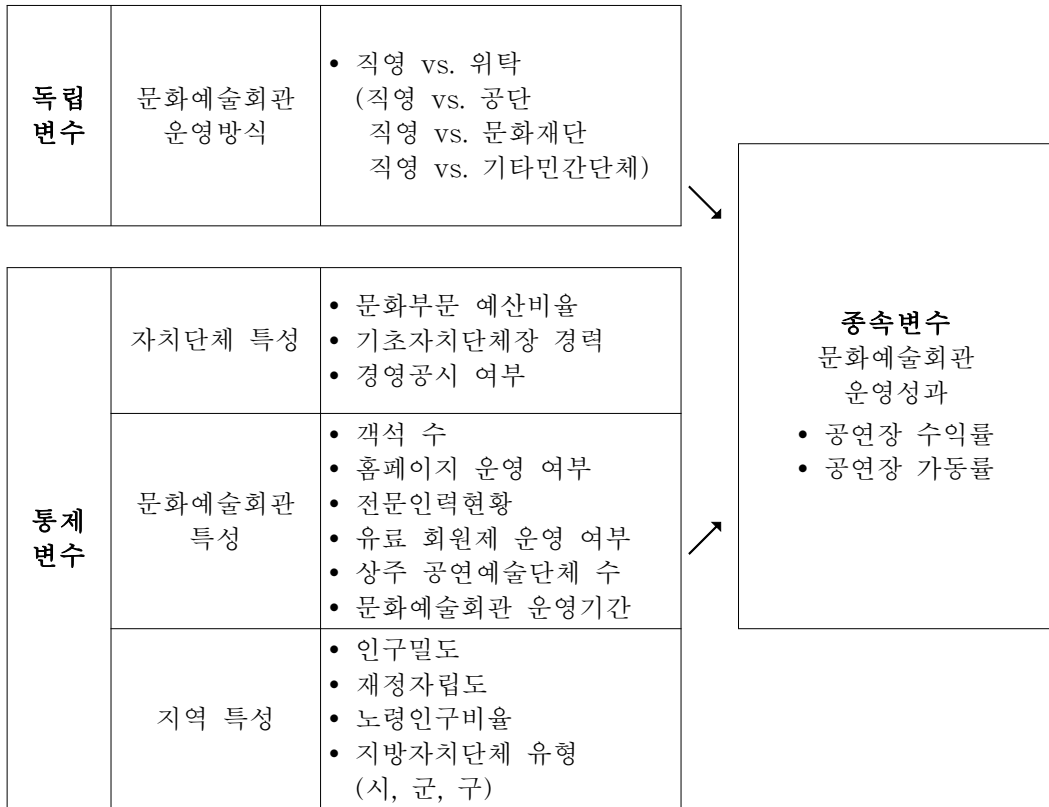 독립
변수
문화예술회관
운영방식
• 직영 vs. 위탁
(직영 vs. 공단
직영 vs. 문화재단
직영 vs. 기타민간단체)
통제
변수
자치단체 특성
• 문화부문 예산비율
• 기초자치단체장 경력
• 경영공시 여부
문화예술회관
특성
• 객석 수
• 홈페이지 운영 여부
• 전문인력현황
• 유료 회원제 운영 여부
• 상주 공연예술단체 수
• 문화예술회관 운영기간
지역 특성
• 인구밀도
• 재정자립도
• 노령인구비율
• 지방자치단체 유형
(시, 군, 구)
종속변수
문화예술회관
운영성과
• 공연장 수익률
• 공연장 가동률